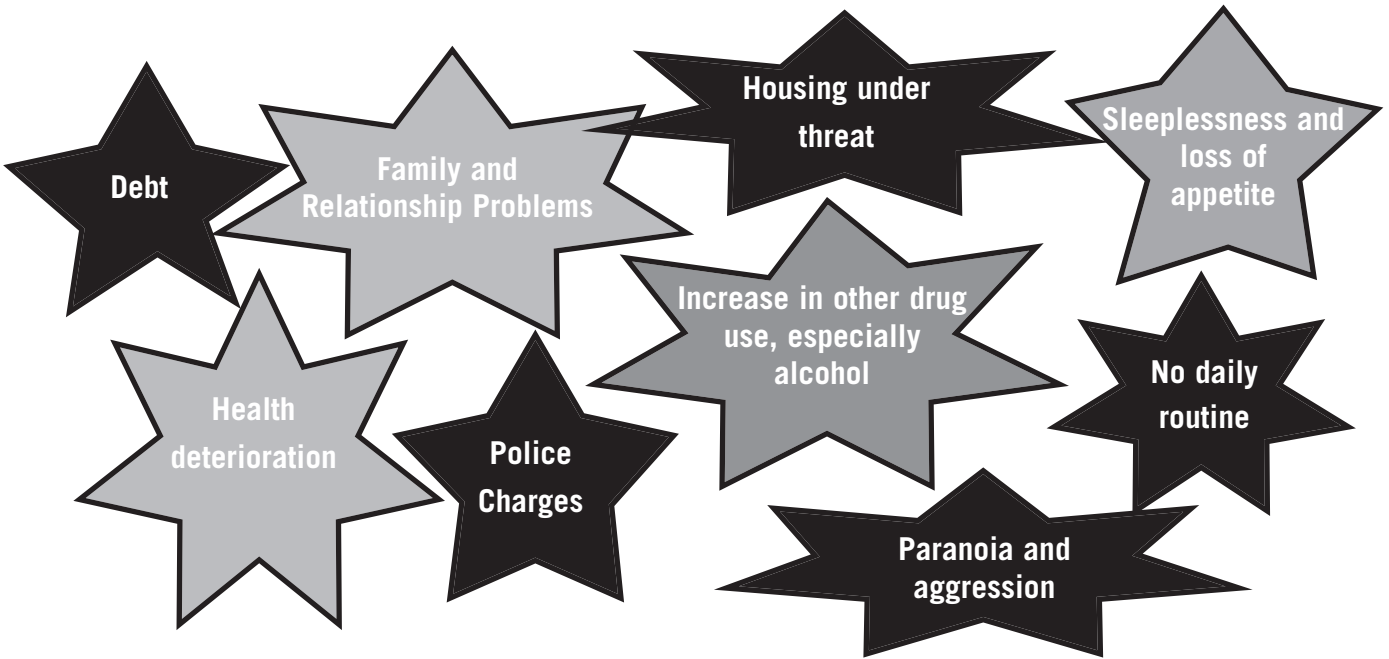 Debt
Family and
Relationship Problems
Housing under
threat
Sleeplessness and
loss of
appetite
Health
deterioration
Police
Charges
Increase in other drug
use, especially
alcohol
No daily
routine
Paranoia and
aggression